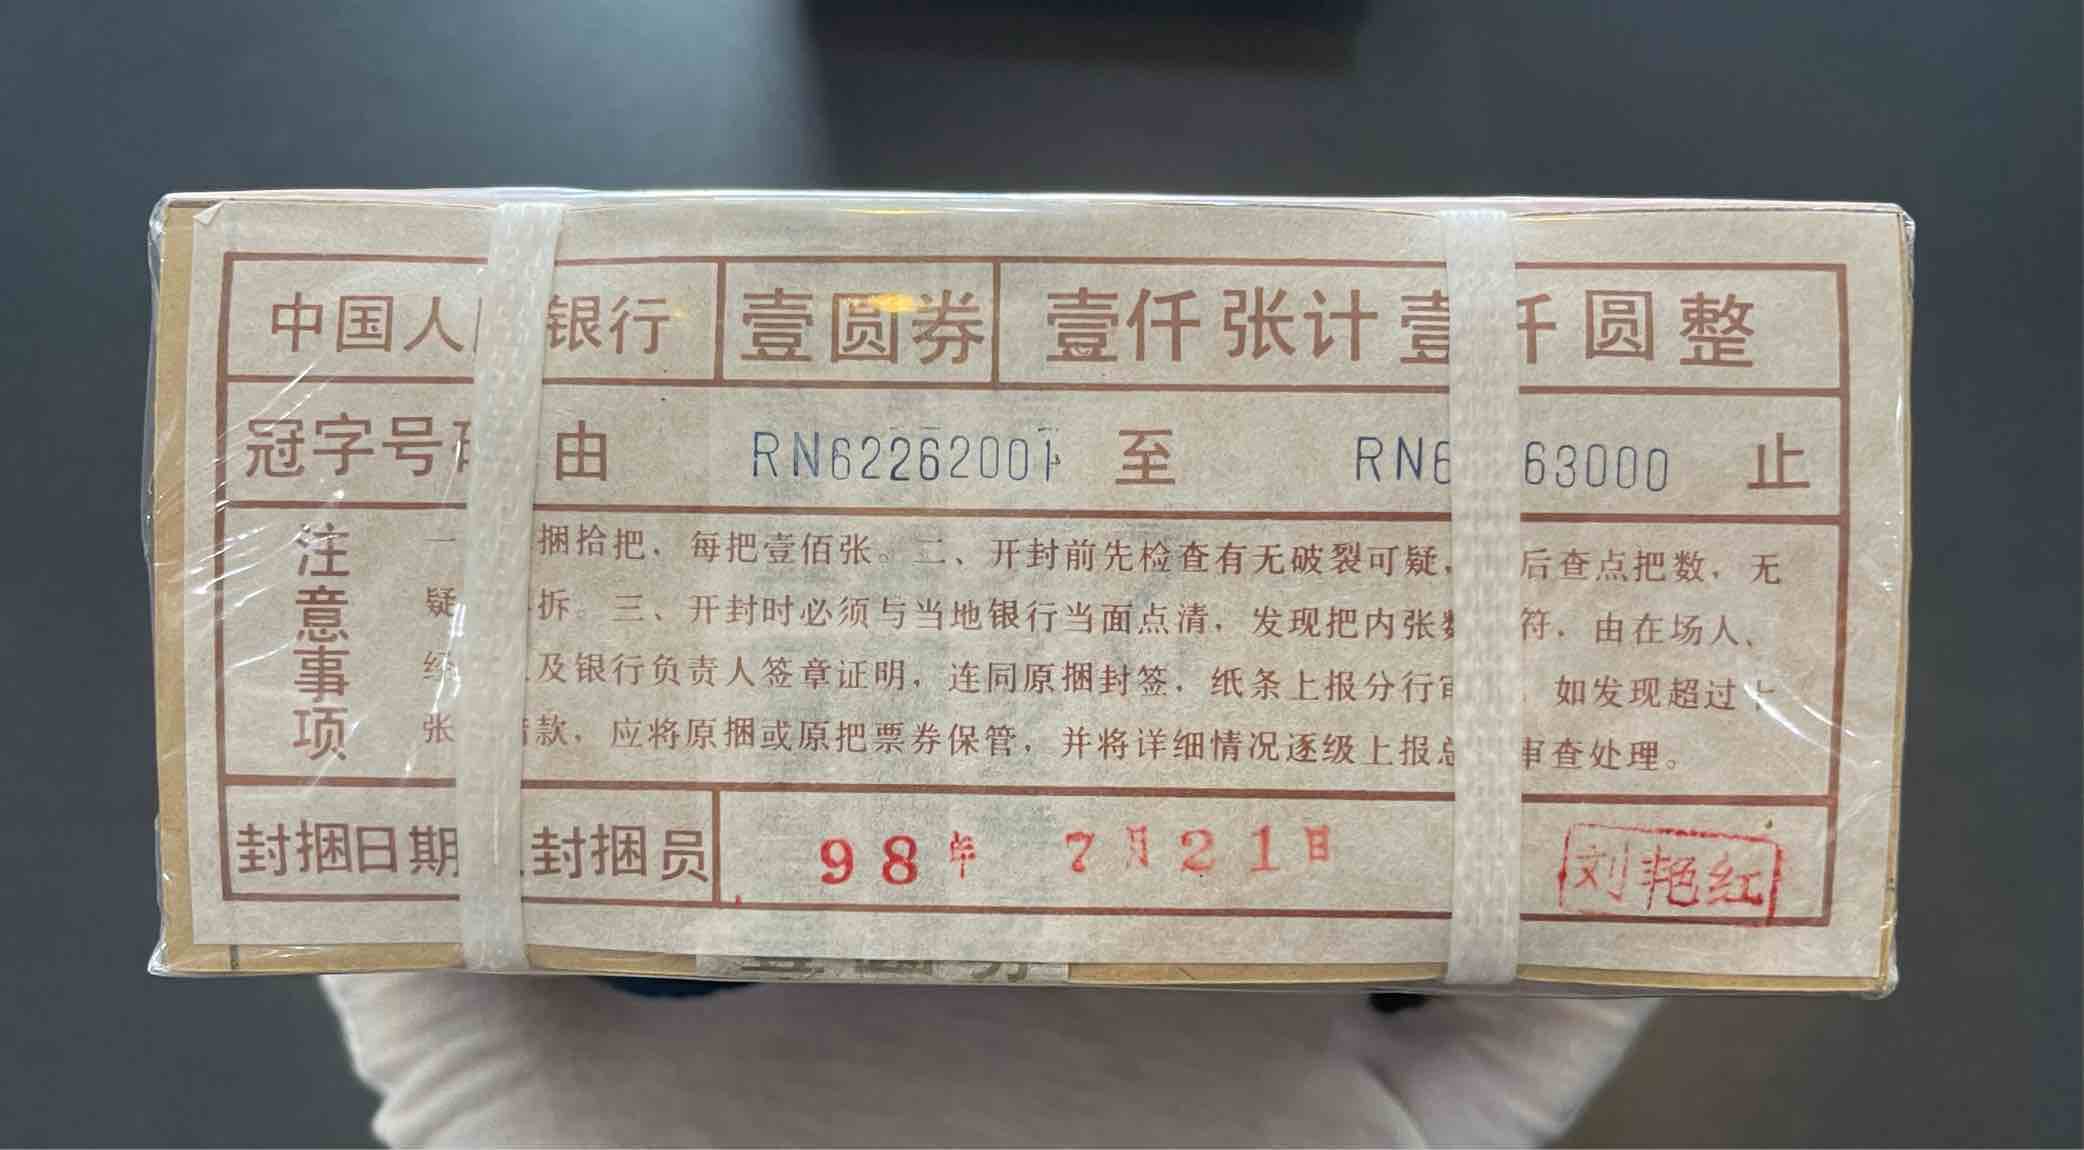 中国人 银行 壹圆券 壹仟张计壹仟圆整
冠字号 由 RN62262001 至 RN6 63000 止
注意事项
一 捆拾把，每把壹佰张。二、开封前先检查有无破裂可疑， 后查点把数，无
疑 拆。三、开封时必须与当地银行当面点清，发现把内张数 符，由在场人、
经 及银行负责人签章证明，连同原捆封签，纸条上报分行 ，如发现超过十
张 款，应将原捆或原把票券保管，并将详细情况逐级上报总 审查处理。
封捆日期 封捆员 98年 7月21日 刘艳红
壹圆券